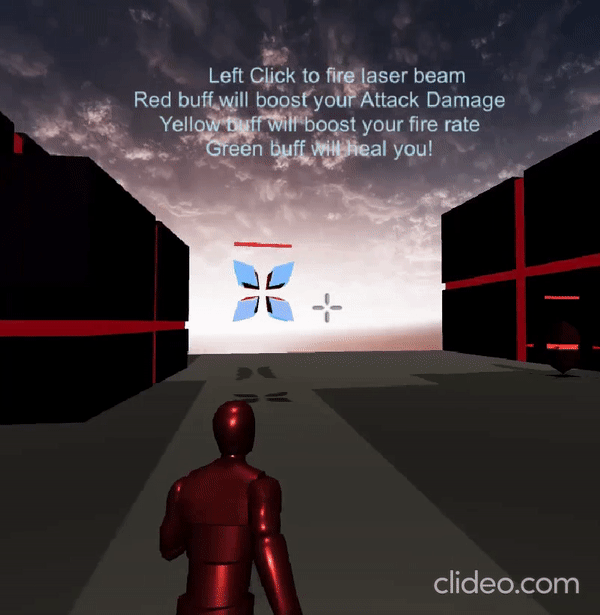 Left Click to fire laser beam
Red buff will boost your Attack Damage
Yellow buff will boost your fire rate
Green buff will heal you!
clideo.com